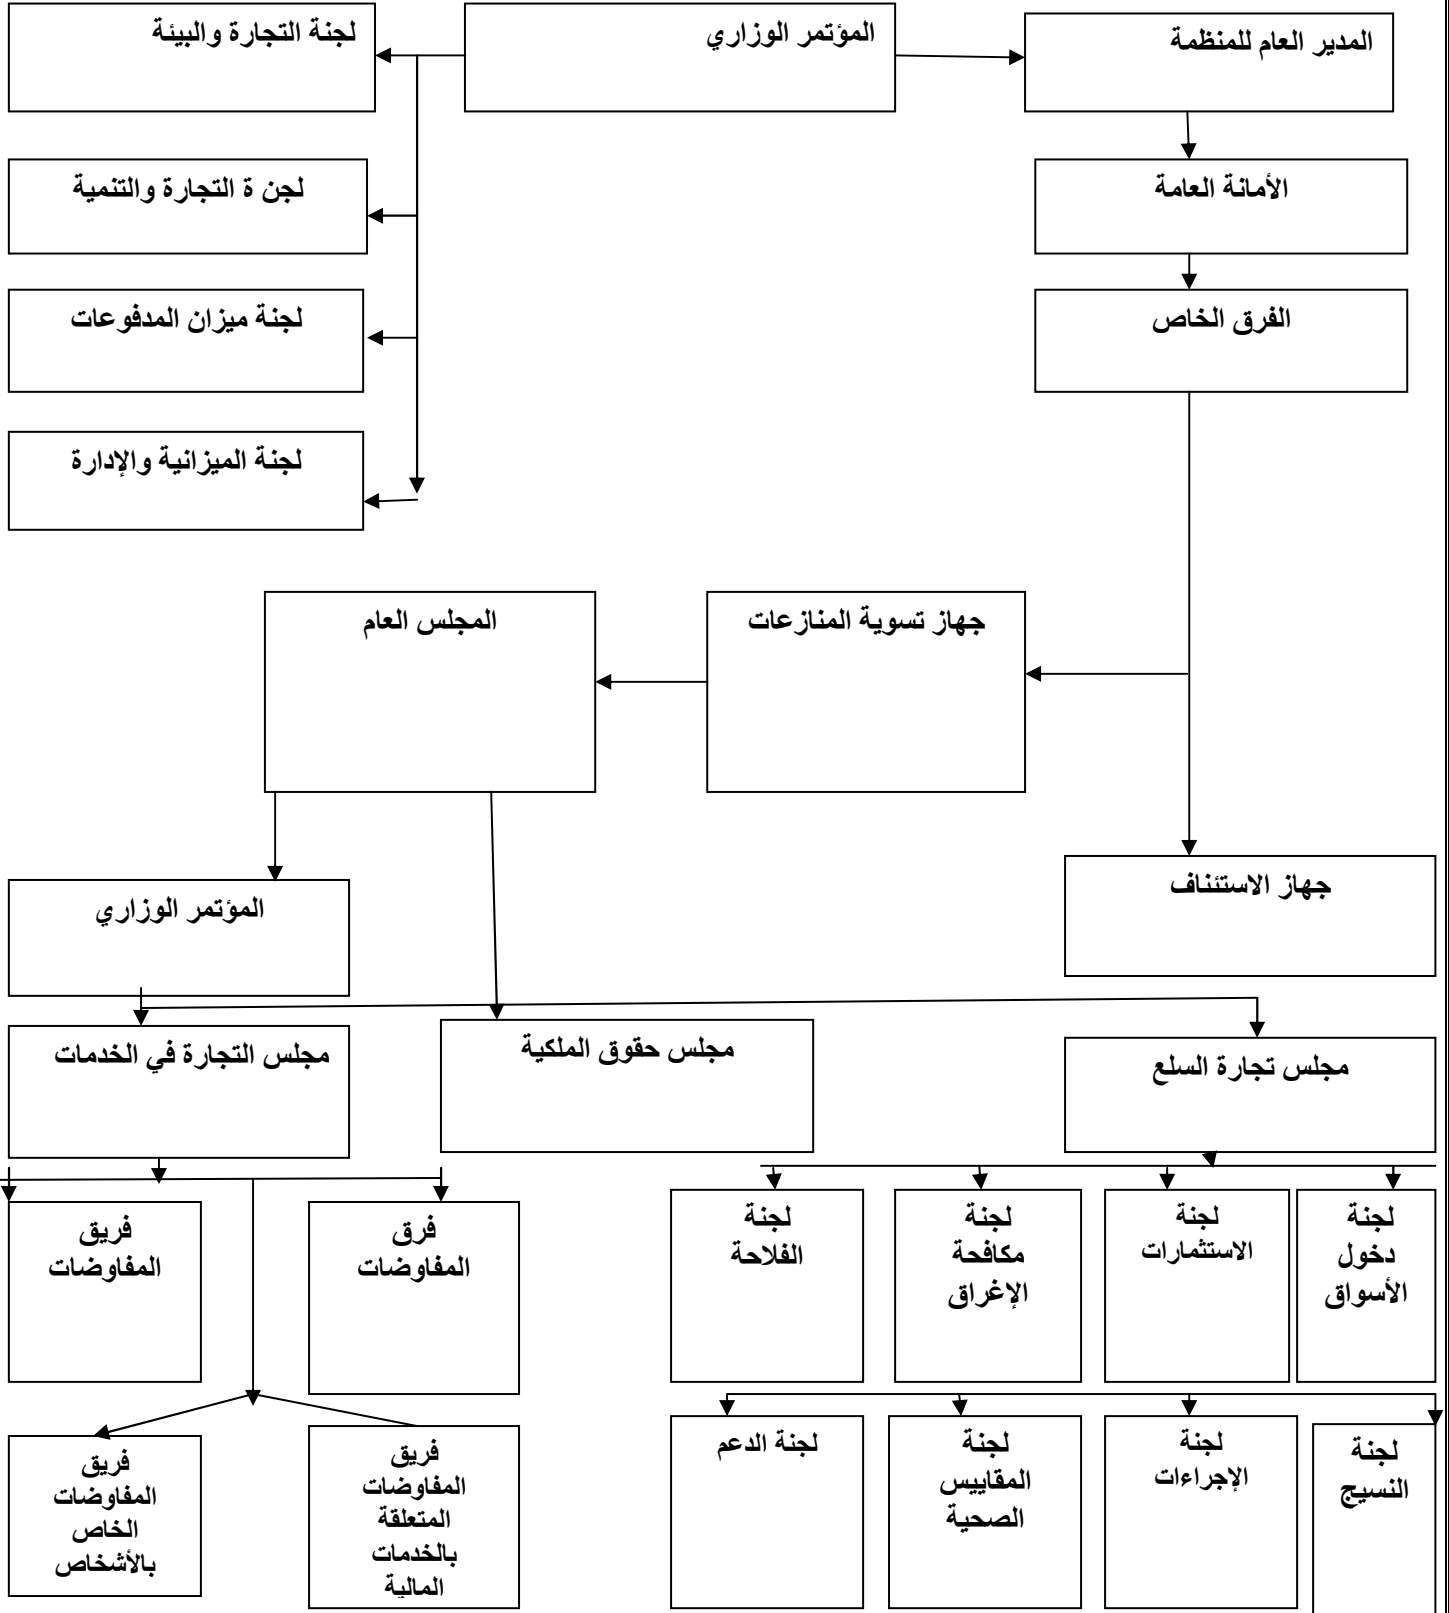 المدير العام للمنظمة
المؤتمر الوزاري
لجنة التجارة والبيئة
الأمانة العامة
لجن ة التجارة والتنمية
الفرق الخاص
لجنة ميزان المدفوعات
لجنة الميزانية والإدارة
جهاز تسوية المنازعات
المجلس العام
جهاز الاستئناف
المؤتمر الوزاري
مجلس تجارة السلع
مجلس حقوق الملكية
مجلس التجارة في الخدمات
لجنة
دخول
الأسواق
لجنة
الاستثمارات
لجنة
مكافحة
الإغراق
لجنة
الفلاحة
فرق
المفاوضات
فريق
المفاوضات
لجنة
النسيج
لجنة
الإجراءات
لجنة
المقاييس
الصحية
لجنة الدعم
فريق
المفاوضات
المتعلقة
بالخدمات
المالية
فريق
المفاوضات
الخاص
بالأشخاص